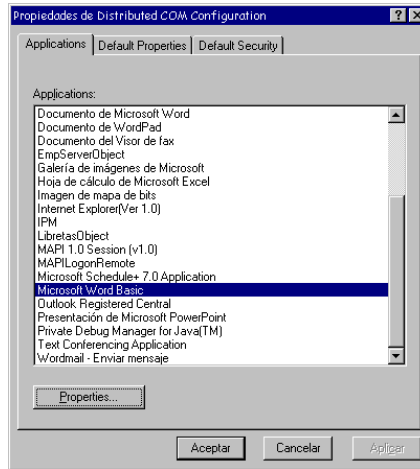 Propiedades de Distributed COM Configuration
Applications Default Properties Default Security
Applications:
Documento de Microsoft Word
Documento de WordPad
Documento del Visor de fax
EmpServerObject
Galería de imágenes de Microsoft
Hoja de cálculo de Microsoft Excel
Imagen de mapa de bits
Internet Explorer(Ver 1.0)
IPM
LibretasObject
MAPI 1.0 Session (v1.0)
MAPILogonRemote
Microsoft Schedule+ 7.0 Application
Microsoft Word Basic
Outlook Registered Central
Presentación de Microsoft PowerPoint
Private Debug Manager for Java(TM)
Text Conferencing Application
Wordmail - Enviar mensaje
Properties...
Aceptar Cancelar Aplicar